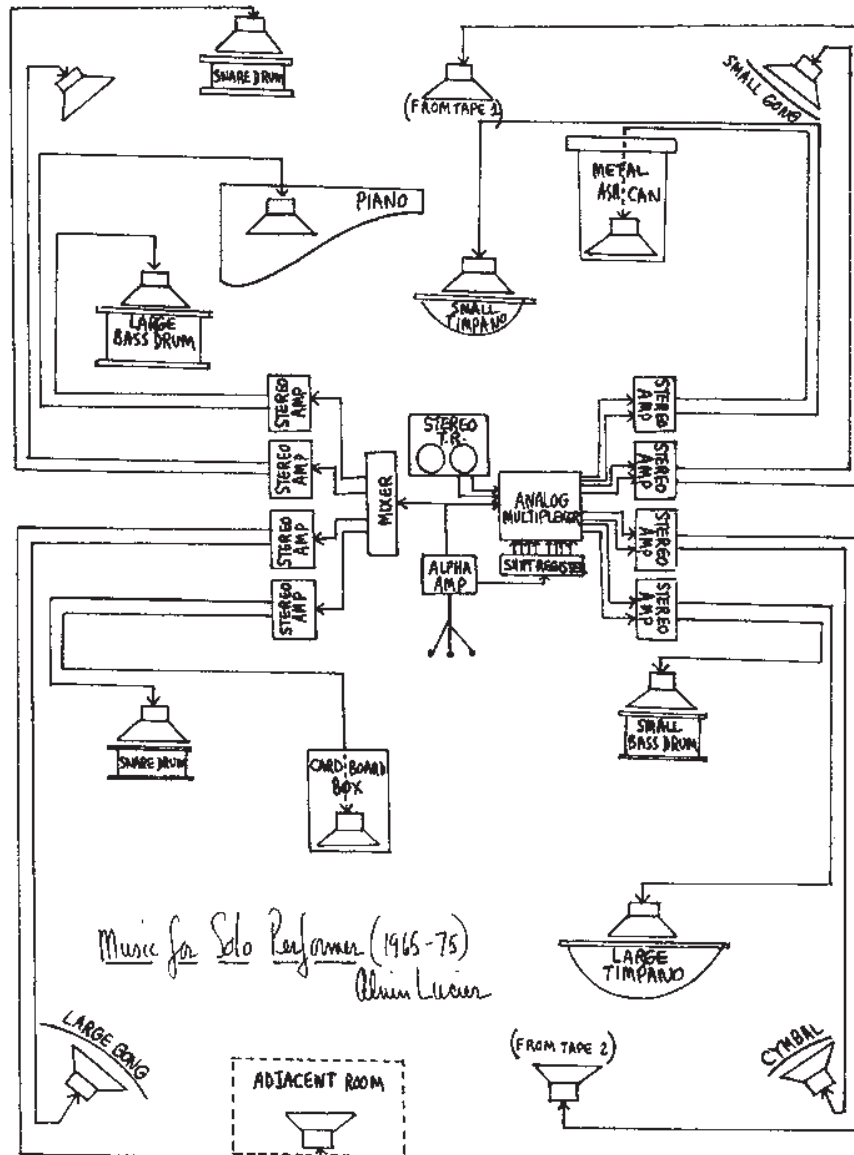 SNARE DRUM
(FROM TAPE 1)
SMALL GONG
METAL
ASH-CAN
PIANO
LARGE
BASS DRUM
SMALL
TIMPANO
STEREO
AMP
STEREO
AMP
STEREO
AMP
STEREO
AMP
MIXER
STEREO
T.R.
ANALOG
MULTIPLEXER
SHIFT REGISTER
ALPHA
AMP
STEREO
AMP
STEREO
AMP
STEREO
AMP
STEREO
AMP
SNARE DRUM
CARD-BOARD
BOX
SMALL
BASS DRUM
Music for Solo Performer (1965-75)
Alvin Lucier
LARGE
TIMPANO
LARGE GONG
ADJACENT ROOM
(FROM TAPE 2)
CYMBAL